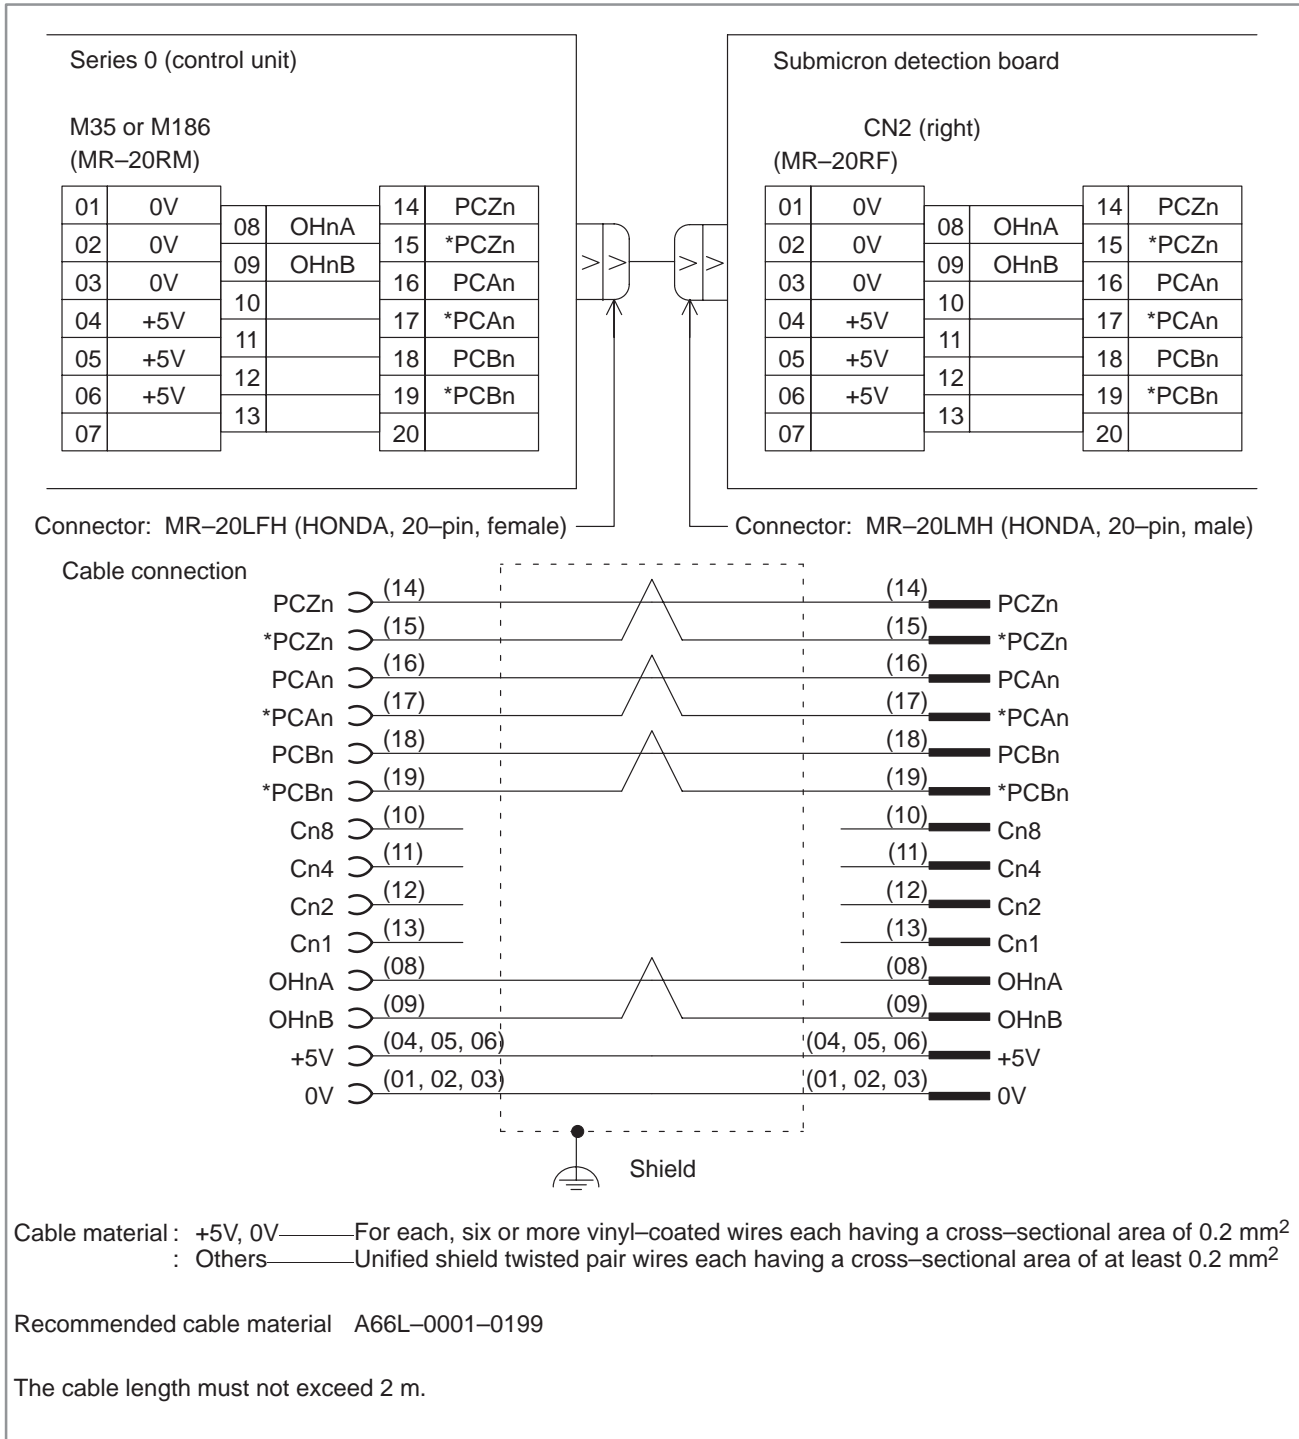 Series 0 (control unit)
M35 or M186
(MR–20RM)
01 0V
02 0V
03 0V
04 +5V
05 +5V
06 +5V
07
08 OHnA
09 OHnB
10
11
12
13
14 PCZn
15 *PCZn
16 PCAn
17 *PCAn
18 PCBn
19 *PCBn
20
Submicron detection board
CN2 (right)
(MR–20RF)
01 0V
02 0V
03 0V
04 +5V
05 +5V
06 +5V
07
08 OHnA
09 OHnB
10
11
12
13
14 PCZn
15 *PCZn
16 PCAn
17 *PCAn
18 PCBn
19 *PCBn
20
Connector: MR–20LFH (HONDA, 20–pin, female)
Connector: MR–20LMH (HONDA, 20–pin, male)
Cable connection
PCZn (14) (14) PCZn
*PCZn (15) (15) *PCZn
PCAn (16) (16) PCAn
*PCAn (17) (17) *PCAn
PCBn (18) (18) PCBn
*PCBn (19) (19) *PCBn
Cn8 (10) (10) Cn8
Cn4 (11) (11) Cn4
Cn2 (12) (12) Cn2
Cn1 (13) (13) Cn1
OHnA (08) (08) OHnA
OHnB (09) (09) OHnB
+5V (04, 05, 06) (04, 05, 06) +5V
0V (01, 02, 03) (01, 02, 03) 0V
Shield
Cable material : +5V, 0V For each, six or more vinyl–coated wires each having a cross–sectional area of 0.2 mm²
: Others Unified shield twisted pair wires each having a cross–sectional area of at least 0.2 mm²
Recommended cable material A66L–0001–0199
The cable length must not exceed 2 m.